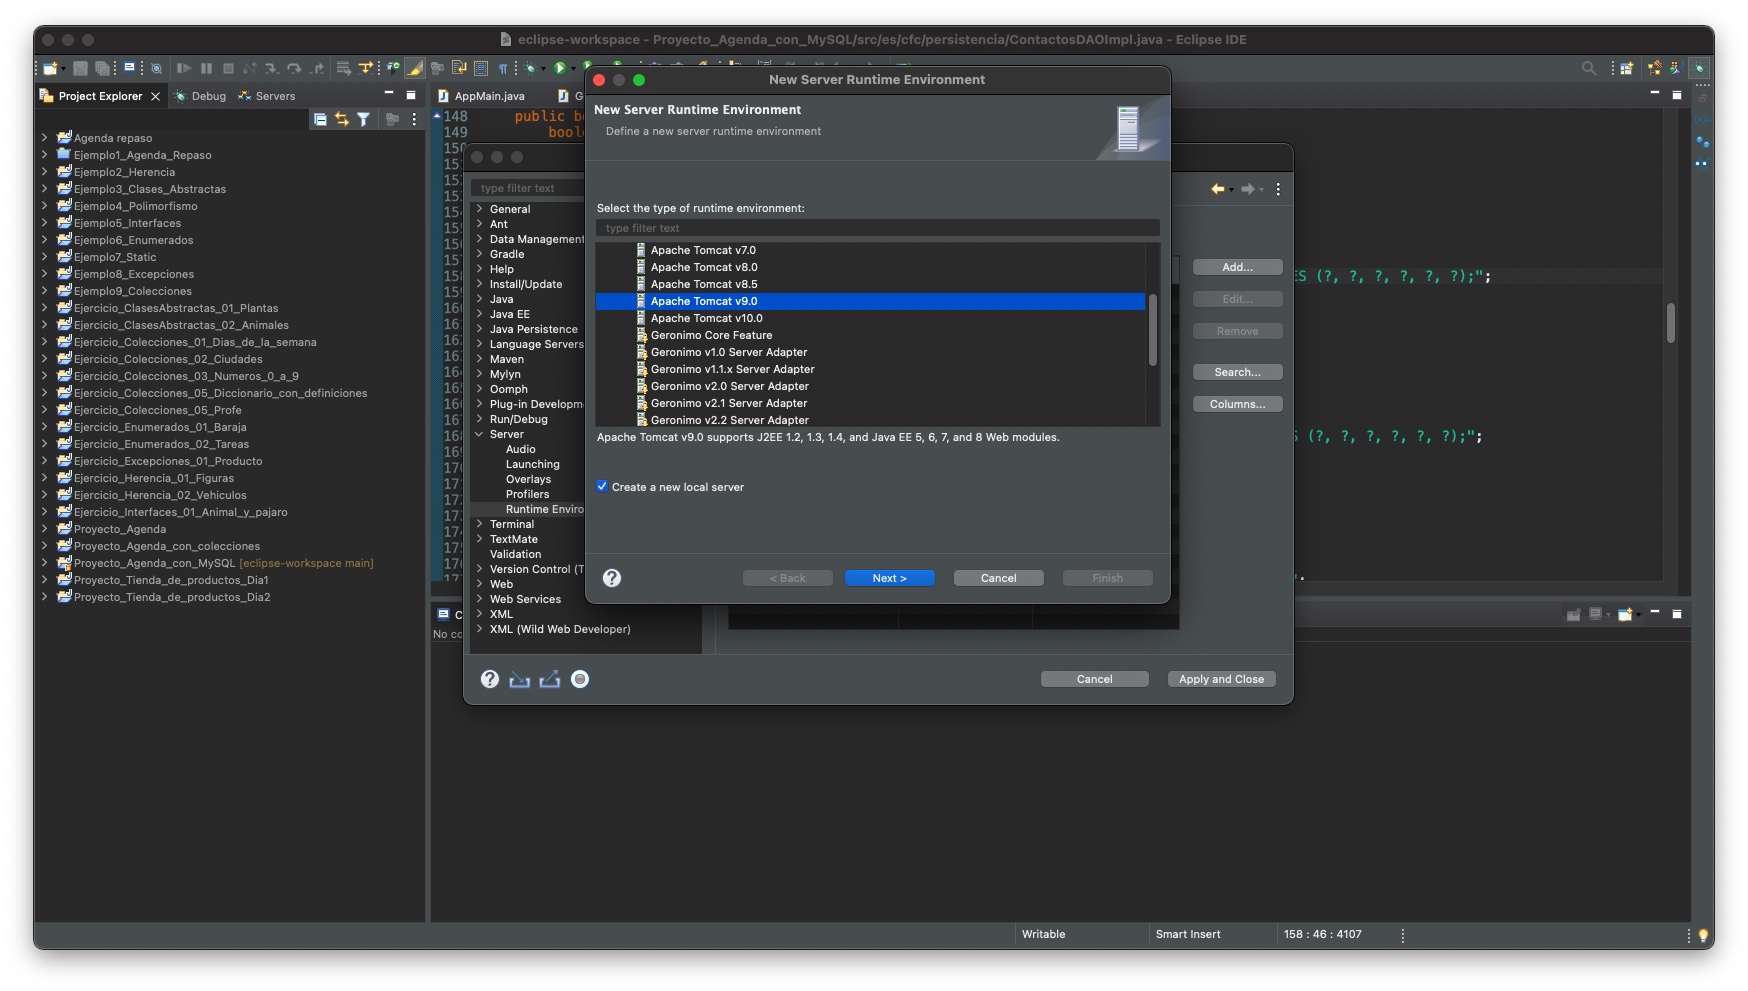 eclipse-workspace - Proyecto_Agenda_con_MySQL/src/es/cfc/persistencia/ContactosDAOImpl.java - Eclipse IDE
Project Explorer
Debug
Servers
Agenda repaso
Ejemplo1_Agenda_Repaso
Ejemplo2_Herencia
Ejemplo3_Clases_Abstractas
Ejemplo4_Polimorfismo
Ejemplo5_Interfaces
Ejemplo6_Enumerados
Ejemplo7_Static
Ejemplo8_Excepciones
Ejemplo9_Colecciones
Ejercicio_ClasesAbstractas_01_Plantas
Ejercicio_ClasesAbstractas_02_Animales
Ejercicio_Colecciones_01_Dias_de_la_semana
Ejercicio_Colecciones_02_Ciudades
Ejercicio_Colecciones_03_Numeros_0_a_9
Ejercicio_Colecciones_05_Diccionario_con_definiciones
Ejercicio_Colecciones_05_Profe
Ejercicio_Enumerados_01_Baraja
Ejercicio_Enumerados_02_Tareas
Ejercicio_Excepciones_01_Producto
Ejercicio_Herencia_01_Figuras
Ejercicio_Herencia_02_Vehiculos
Ejercicio_Interfaces_01_Animal_y_pajaro
Proyecto_Agenda
Proyecto_Agenda_con_colecciones
Proyecto_Agenda_con_MySQL [eclipse-workspace main]
Proyecto_Tienda_de_productos_Dia1
Proyecto_Tienda_de_productos_Dia2
AppMain.java
148 public b
149 bool
ES (?, ?, ?, ?, ?, ?);";
S (?, ?, ?, ?, ?, ?);";
type filter text
General
Ant
Data Management
Gradle
Help
Install/Update
Java
Java EE
Java Persistence
Language Servers
Maven
Mylyn
Oomph
Plug-in Developm
Run/Debug
Server
Audio
Launching
Overlays
Profilers
Runtime Enviro
Terminal
TextMate
Validation
Version Control (T
Web
Web Services
XML
XML (Wild Web Developer)
Add...
Edit...
Remove
Search...
Columns...
Cancel
Apply and Close
New Server Runtime Environment
New Server Runtime Environment
Define a new server runtime environment
Select the type of runtime environment:
type filter text
Apache Tomcat v7.0
Apache Tomcat v8.0
Apache Tomcat v8.5
Apache Tomcat v9.0
Apache Tomcat v10.0
Geronimo Core Feature
Geronimo v1.0 Server Adapter
Geronimo v1.1.x Server Adapter
Geronimo v2.0 Server Adapter
Geronimo v2.1 Server Adapter
Geronimo v2.2 Server Adapter
Apache Tomcat v9.0 supports J2EE 1.2, 1.3, 1.4, and Java EE 5, 6, 7, and 8 Web modules.
Create a new local server
< Back
Next >
Cancel
Finish
No co
Writable
Smart Insert
158 : 46 : 4107